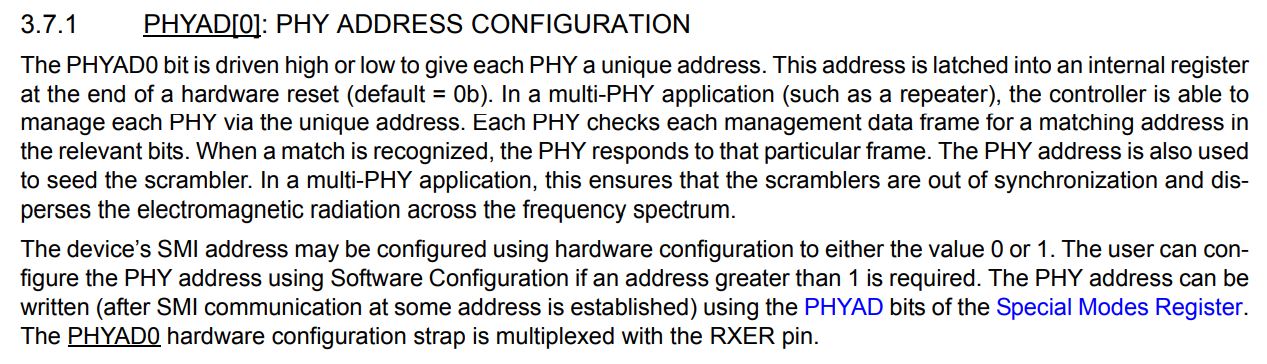 3.7.1 PHYAD[0]: PHY ADDRESS CONFIGURATION
The PHYAD0 bit is driven high or low to give each PHY a unique address. This address is latched into an internal register
at the end of a hardware reset (default = 0b). In a multi-PHY application (such as a repeater), the controller is able to
manage each PHY via the unique address. Each PHY checks each management data frame for a matching address in
the relevant bits. When a match is recognized, the PHY responds to that particular frame. The PHY address is also used
to seed the scrambler. In a multi-PHY application, this ensures that the scramblers are out of synchronization and dis-
perses the electromagnetic radiation across the frequency spectrum.
The device's SMI address may be configured using hardware configuration to either the value 0 or 1. The user can con-
figure the PHY address using Software Configuration if an address greater than 1 is required. The PHY address can be
written (after SMI communication at some address is established) using the PHYAD bits of the Special Modes Register.
The PHYAD0 hardware configuration strap is multiplexed with the RXER pin.